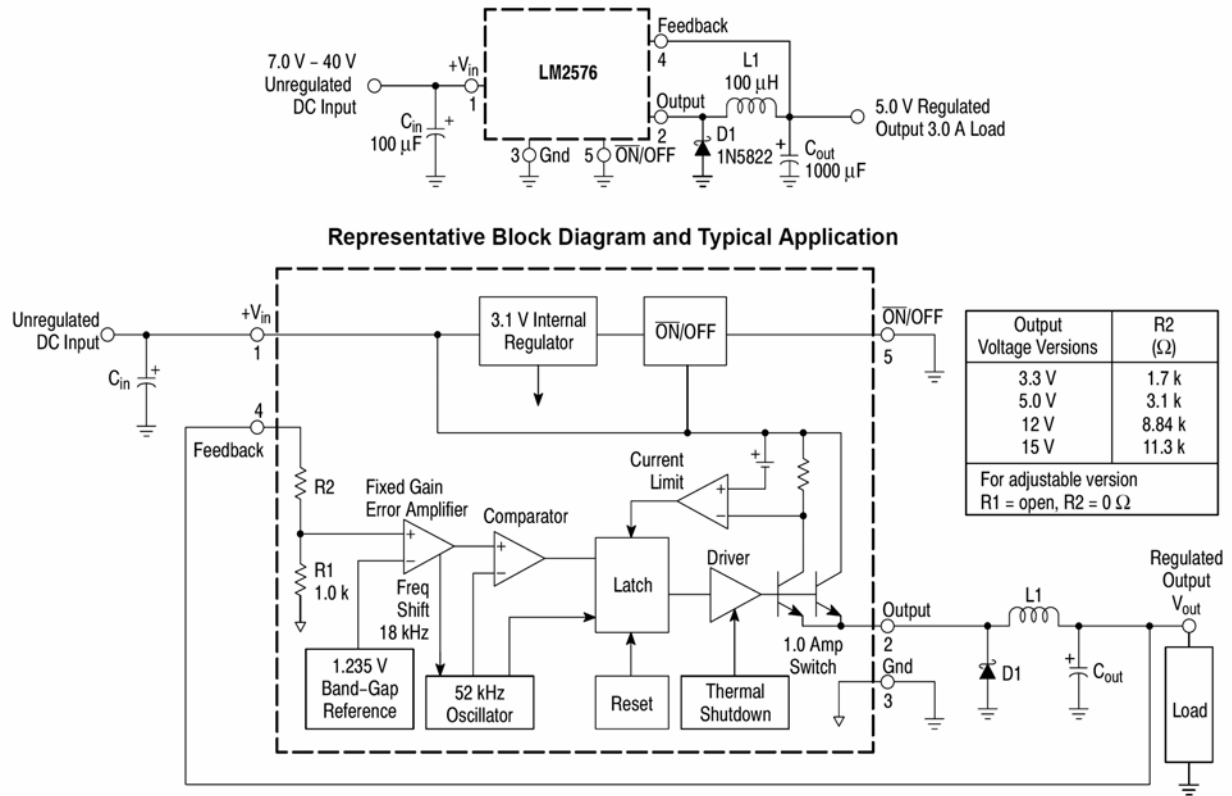 Feedback
4
7.0 V – 40 V
Unregulated
DC Input
+Vin
1
LM2576
L1
100 μH
Output
2
5.0 V Regulated
Output 3.0 A Load
Cin
100 μF
+
3
Gnd
5
ON/OFF
D1
1N5822
+
Cout
1000 μF
Representative Block Diagram and Typical Application
Unregulated
DC Input
+Vin
1
Cin
+
3.1 V Internal
Regulator
ON/OFF
ON/OFF
5
Output
Voltage Versions
R2
(Ω)
3.3 V
1.7 k
5.0 V
3.1 k
12 V
8.84 k
15 V
11.3 k
For adjustable version
R1 = open, R2 = 0 Ω
4
Feedback
R2
Fixed Gain
Error Amplifier
Comparator
Current
Limit
+
+
–
+
–
+
–
R1
1.0 k
Freq
Shift
18 kHz
Latch
Driver
1.0 Amp
Switch
Output
2
Gnd
3
1.235 V
Band–Gap
Reference
52 kHz
Oscillator
Reset
Thermal
Shutdown
L1
D1
+
Cout
Regulated
Output
Vout
Load